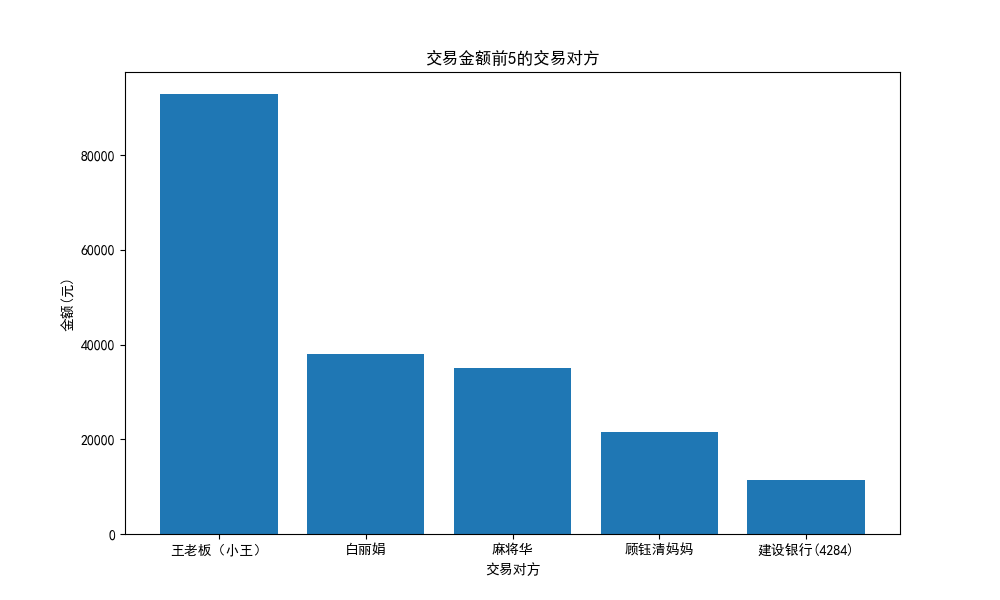 交易金额前5的交易对方
金额(元)
80000
60000
40000
20000
0
王老板（小王） 白丽娟 麻将华 顾钰清妈妈 建设银行(4284)
交易对方